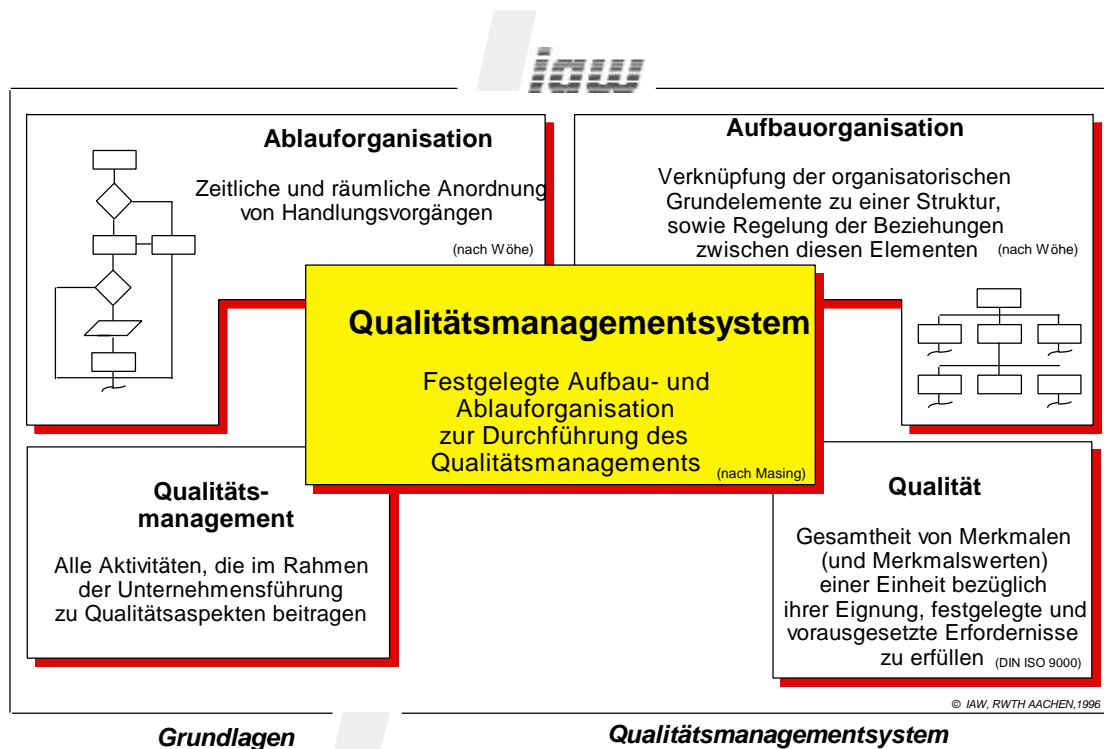 iaw
Ablauforganisation
Zeitliche und räumliche Anordnung
von Handlungsvorgängen
(nach Wöhe)
Aufbauorganisation
Verknüpfung der organisatorischen
Grundelemente zu einer Struktur,
sowie Regelung der Beziehungen
zwischen diesen Elementen (nach Wöhe)
Qualitätsmanagementsystem
Festgelegte Aufbau- und
Ablauforganisation
zur Durchführung des
Qualitätsmanagements (nach Masing)
Qualitäts-
management
Alle Aktivitäten, die im Rahmen
der Unternehmensführung
zu Qualitätsaspekten beitragen
Qualität
Gesamtheit von Merkmalen
(und Merkmalswerten)
einer Einheit bezüglich
ihrer Eignung, festgelegte und
vorausgesetzte Erfordernisse
zu erfüllen (DIN ISO 9000)
© IAW, RWTH AACHEN,1996
Grundlagen
Qualitätsmanagementsystem